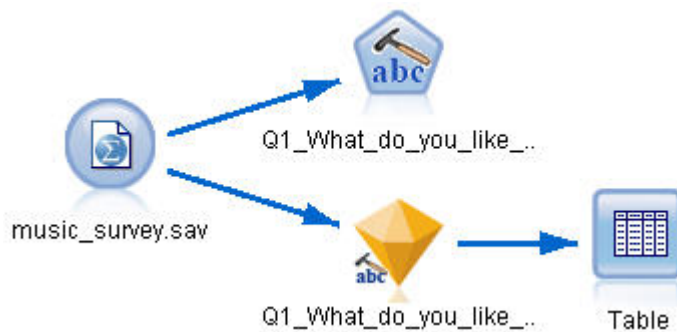 abc
Q1_What_do_you_like_..
music_survey.sav
abc
Q1_What_do_you_like_..
Table